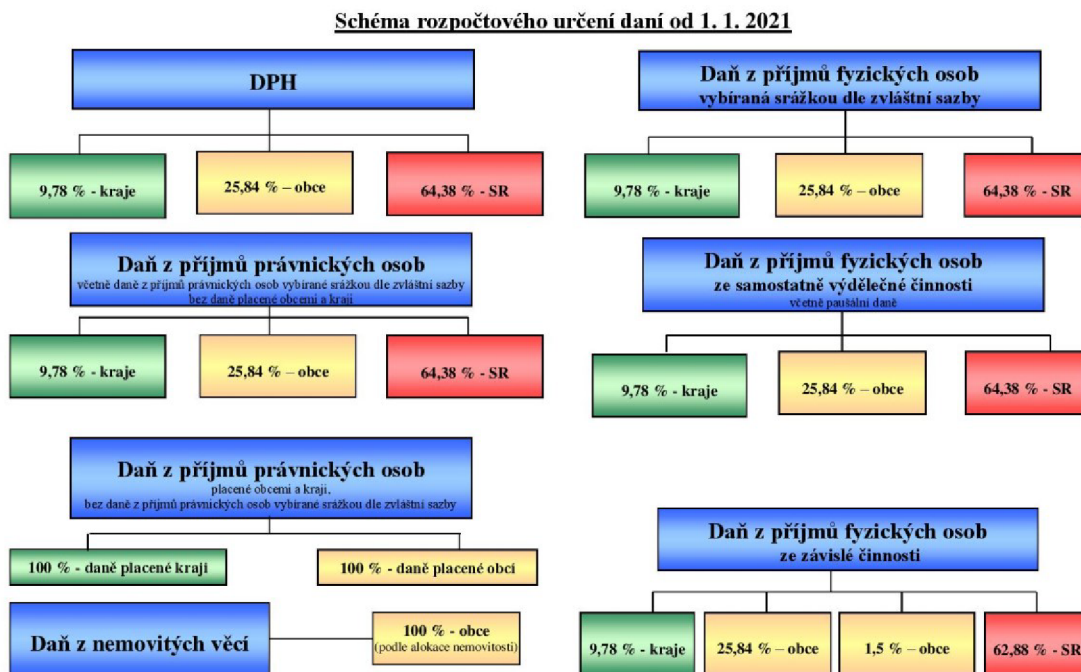 Schéma rozpočtového určení daní od 1. 1. 2021
DPH
9,78 % - kraje
25,84 % – obce
64,38 % - SR
Daň z příjmů fyzických osob
vybíraná srážkou dle zvláštní sazby
9,78 % - kraje
25,84 % – obce
64,38 % - SR
Daň z příjmů právnických osob
včetně daně z příjmů právnických osob vybírané srážkou dle zvláštní sazby
bez daně placené obcemi a kraji
9,78 % - kraje
25,84 % – obce
64,38 % - SR
Daň z příjmů fyzických osob
ze samostatně výdělečné činnosti
včetně paušální daně
9,78 % - kraje
25,84 % – obce
64,38 % - SR
Daň z příjmů právnických osob
placené obcemi a kraji,
bez daně z příjmů právnických osob vybírané srážkou dle zvláštní sazby
100 % - daně placené kraji
100 % - daně placené obcí
Daň z příjmů fyzických osob
ze závislé činnosti
9,78 % - kraje
25,84 % – obce
1,5 % – obce
62,88 % - SR
Daň z nemovitých věcí
100 % - obce
(podle alokace nemovitosti)